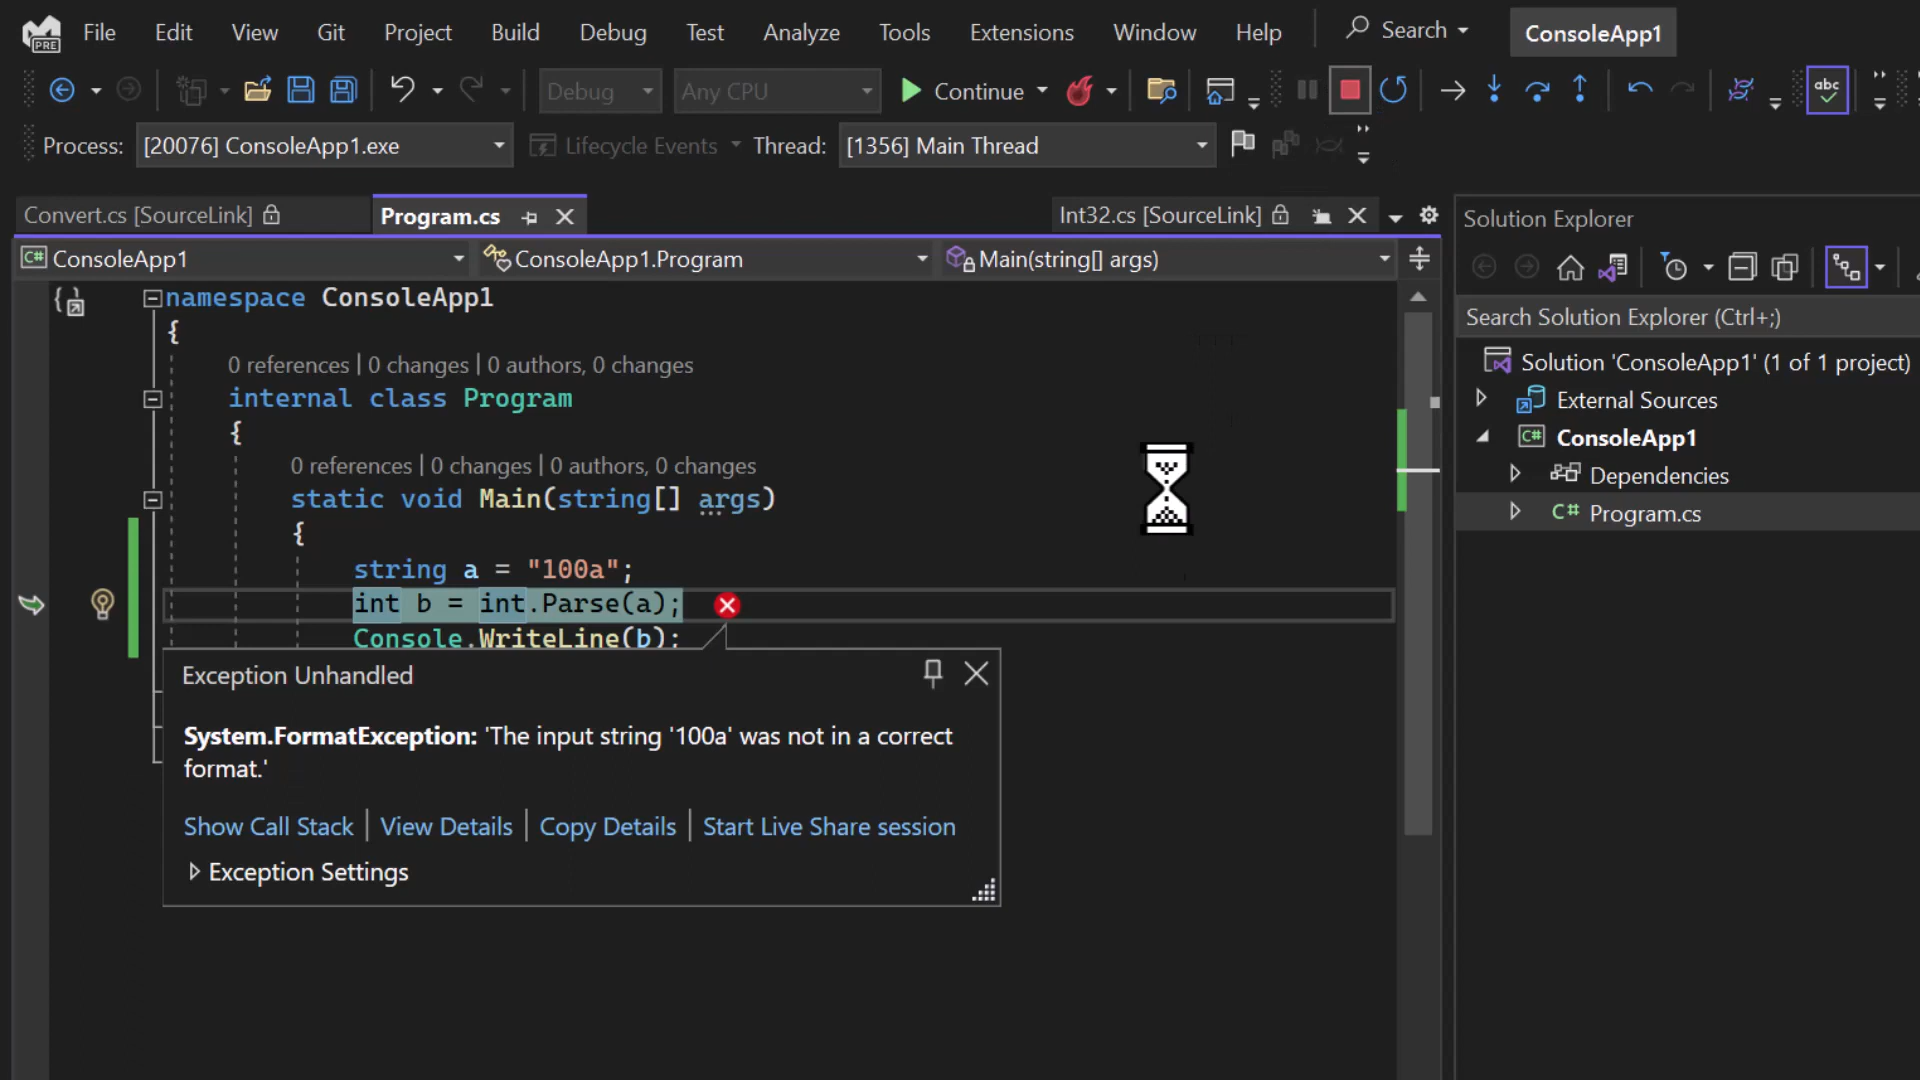 PRE
File Edit View Git Project Build Debug Test Analyze Tools Extensions Window Help Search ConsoleApp1
Debug Any CPU Continue abc
Process: [20076] ConsoleApp1.exe Lifecycle Events Thread: [1356] Main Thread
Convert.cs [SourceLink] Program.cs Int32.cs [SourceLink]
C# ConsoleApp1 ConsoleApp1.Program Main(string[] args)
namespace ConsoleApp1
{
0 references | 0 changes | 0 authors, 0 changes
internal class Program
{
0 references | 0 changes | 0 authors, 0 changes
static void Main(string[] args)
{
string a = "100a";
int b = int.Parse(a);
Console.WriteLine(b);
Exception Unhandled
System.FormatException: 'The input string '100a' was not in a correct
format.'
Show Call Stack | View Details | Copy Details | Start Live Share session
Exception Settings
Solution Explorer
Search Solution Explorer (Ctrl+;)
Solution 'ConsoleApp1' (1 of 1 project)
External Sources
C# ConsoleApp1
Dependencies
C# Program.cs